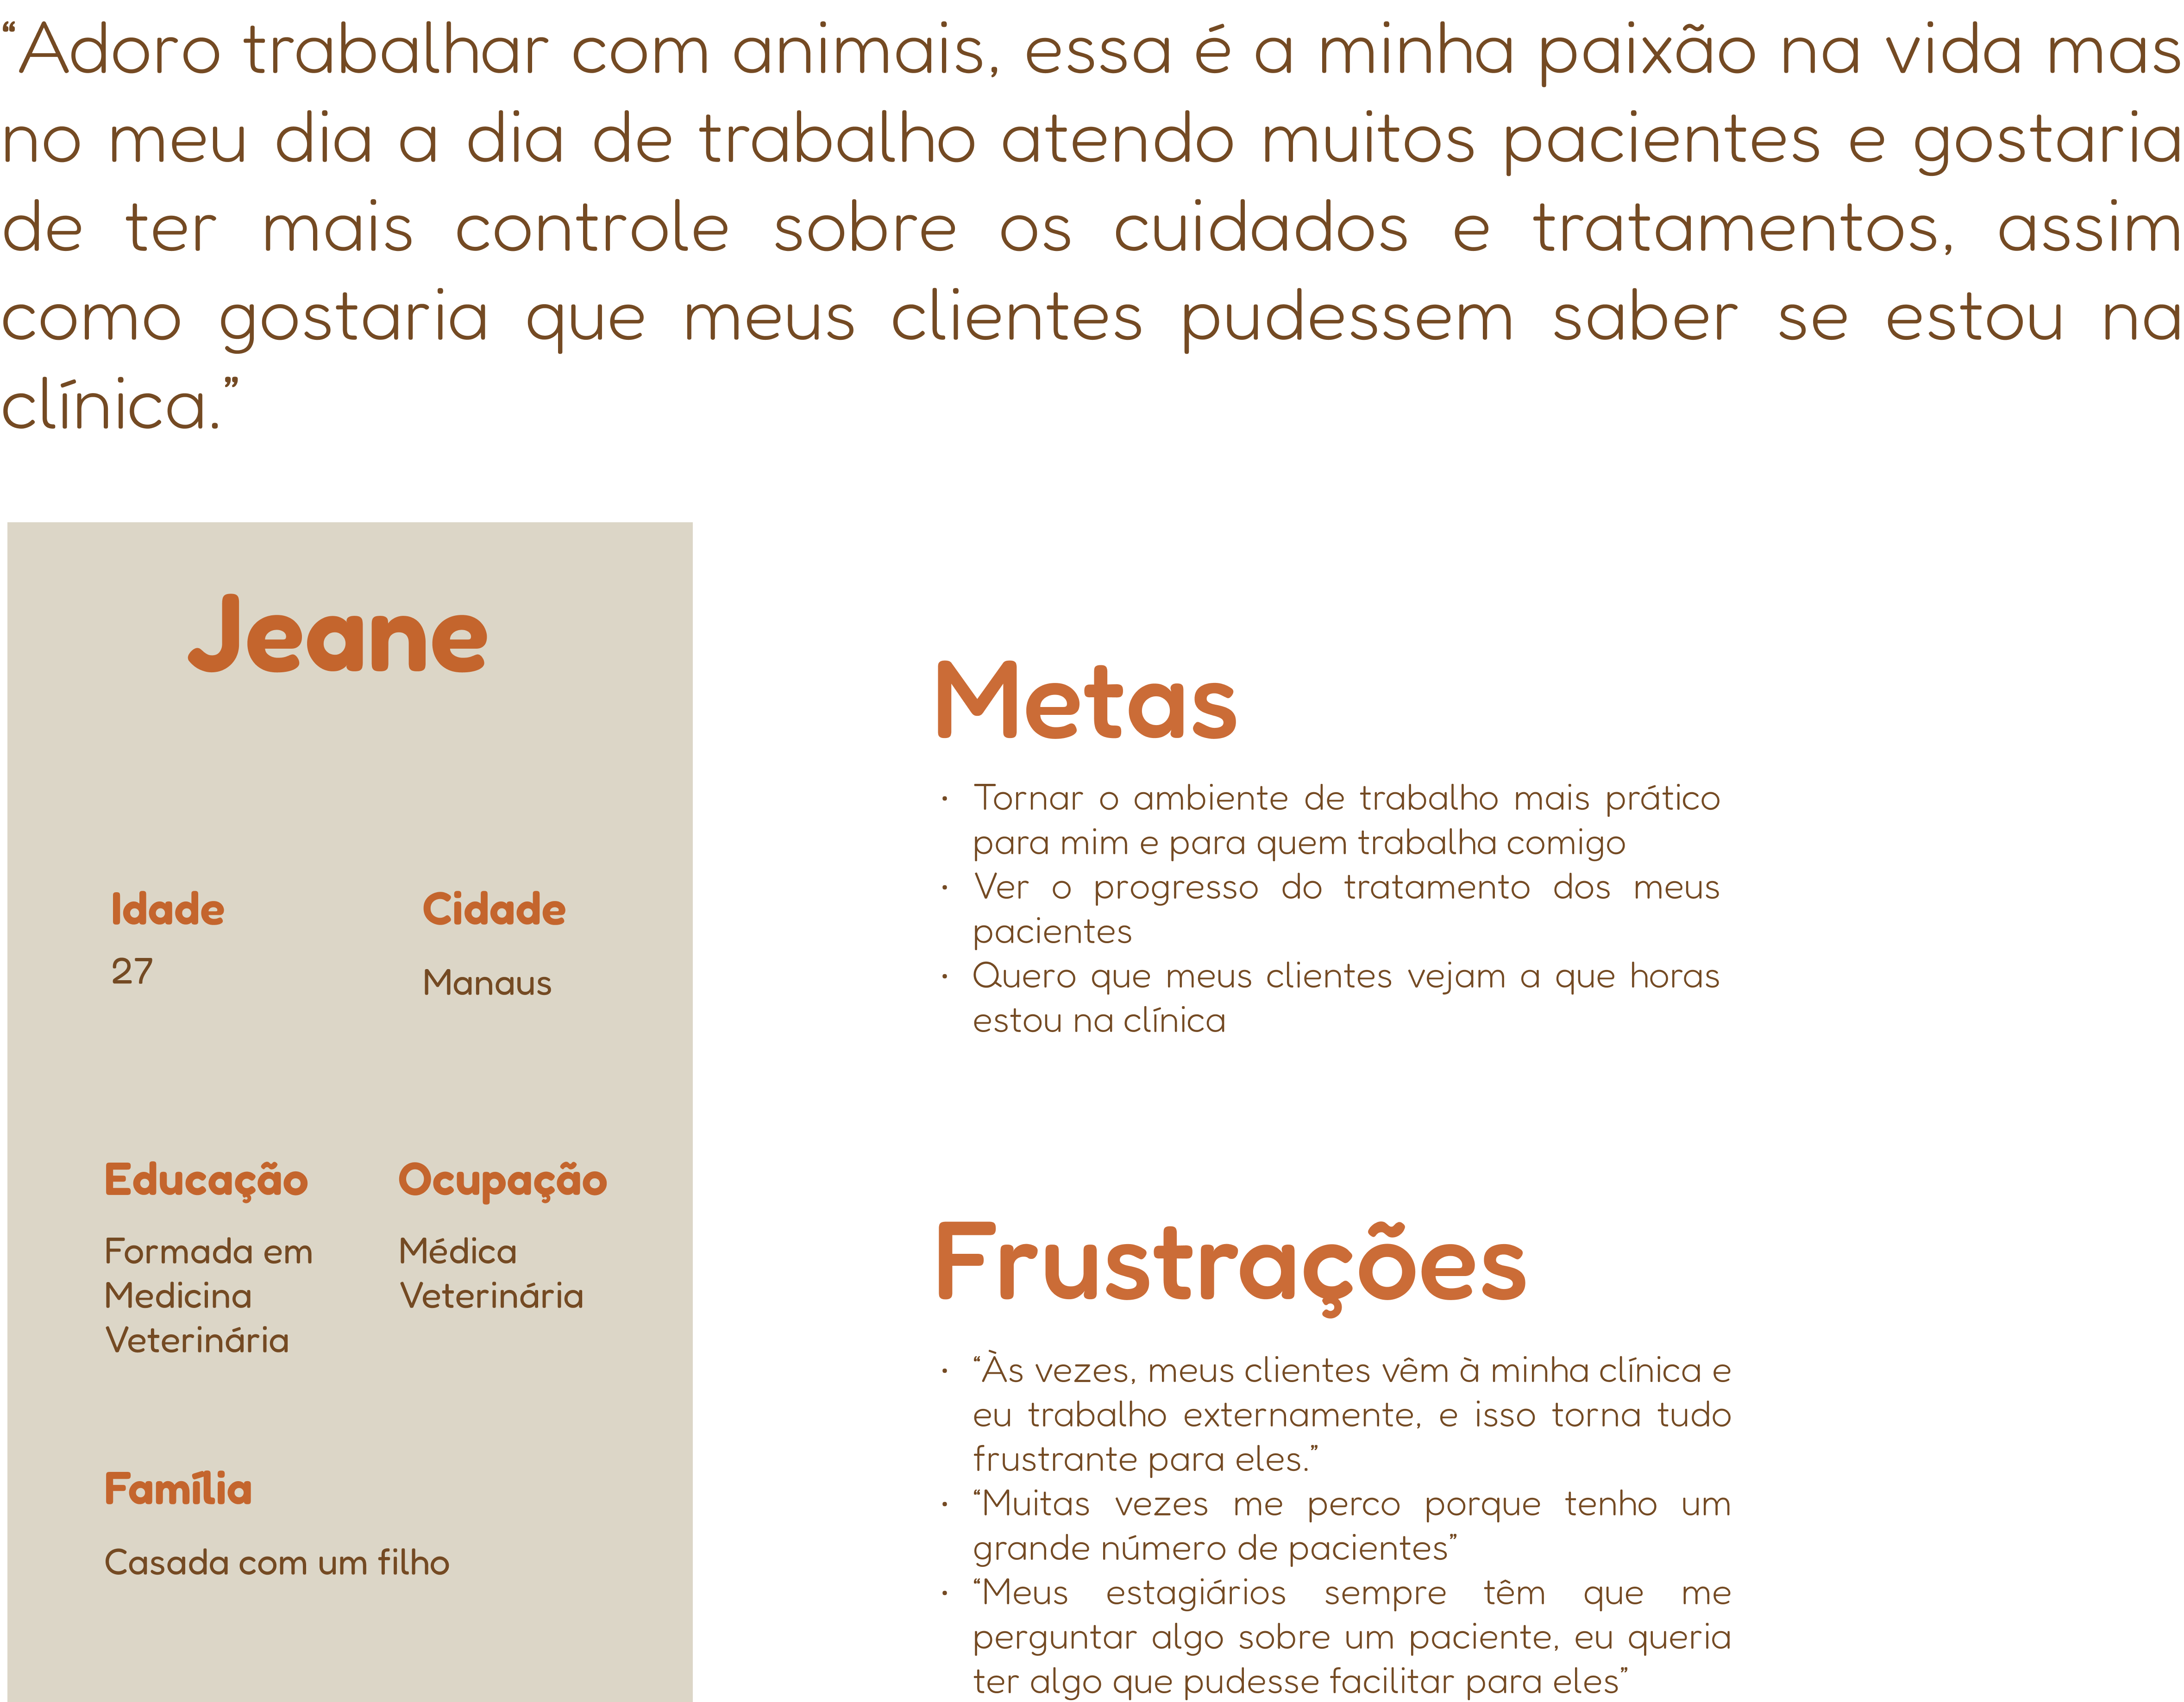 “Adoro trabalhar com animais, essa é a minha paixão na vida mas
no meu dia a dia de trabalho atendo muitos pacientes e gostaria
de ter mais controle sobre os cuidados e tratamentos, assim
como gostaria que meus clientes pudessem saber se estou na
clínica.”
Jeane
Idade
27
Cidade
Manaus
Educação
Formada em
Medicina
Veterinária
Ocupação
Médica
Veterinária
Família
Casada com um filho
Metas
• Tornar o ambiente de trabalho mais prático
para mim e para quem trabalha comigo
• Ver o progresso do tratamento dos meus
pacientes
• Quero que meus clientes vejam a que horas
estou na clínica
Frustrações
• “Às vezes, meus clientes vêm à minha clínica e
eu trabalho externamente, e isso torna tudo
frustrante para eles.”
• “Muitas vezes me perco porque tenho um
grande número de pacientes”
• “Meus estagiários sempre têm que me
perguntar algo sobre um paciente, eu queria
ter algo que pudesse facilitar para eles”